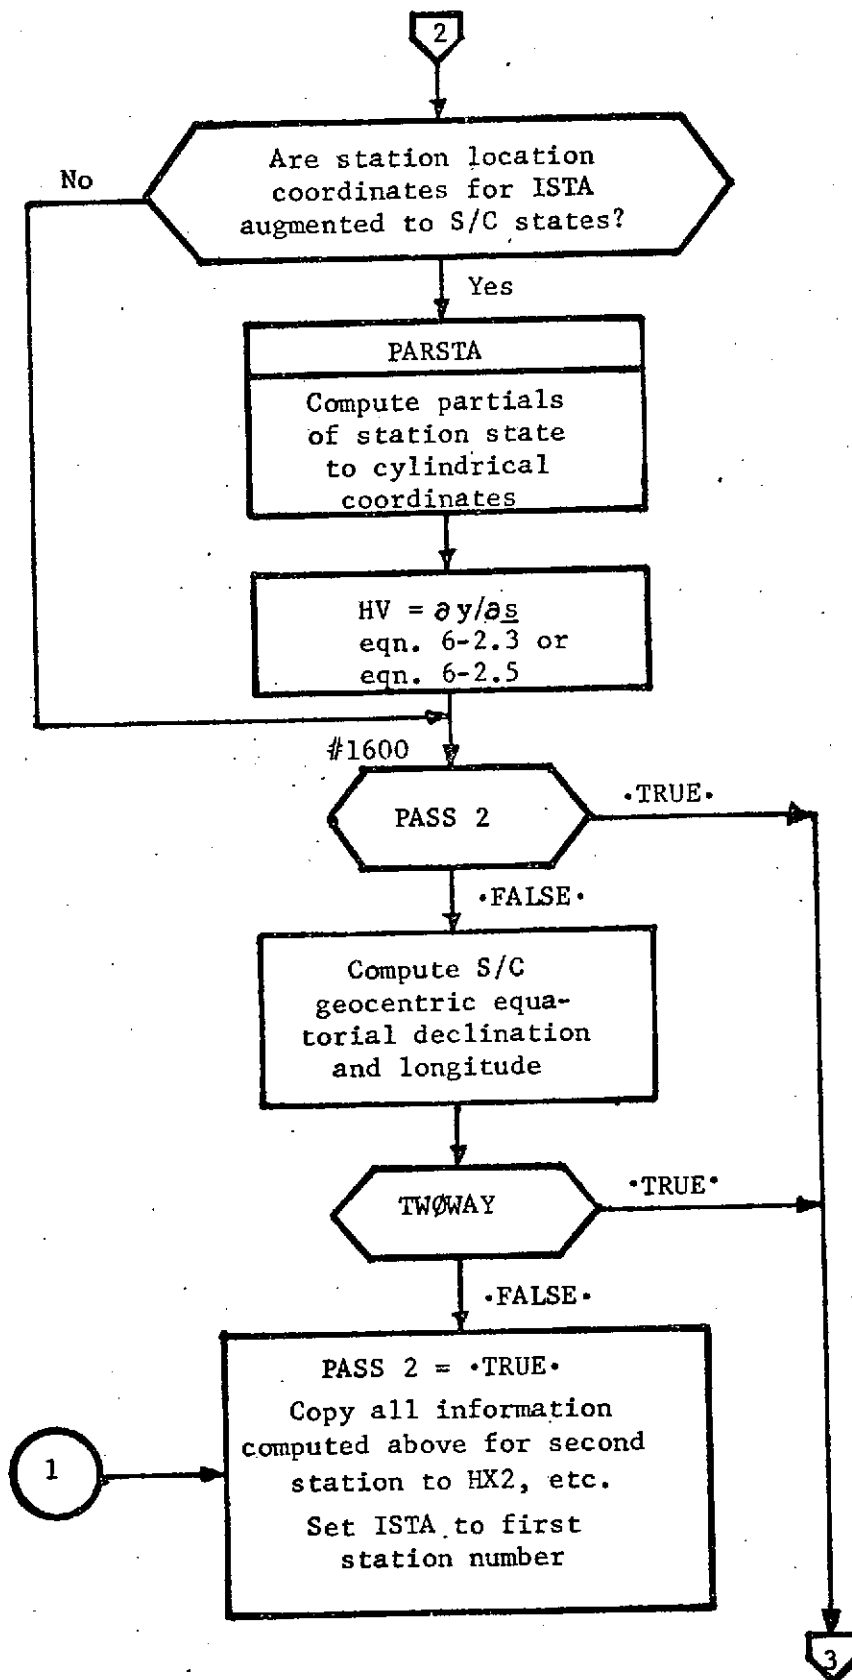 2
Are station location
coordinates for ISTA
augmented to S/C states?
No
Yes
PARSTA
Compute partials
of station state
to cylindrical
coordinates
HV = ∂y/∂s
eqn. 6-2.3 or
eqn. 6-2.5
#1600
PASS 2
•TRUE•
•FALSE•
Compute S/C
geocentric equa-
torial declination
and longitude
TWØWAY
•TRUE•
•FALSE•
PASS 2 = •TRUE•
Copy all information
computed above for second
station to HX2, etc.
Set ISTA to first
station number
1
3